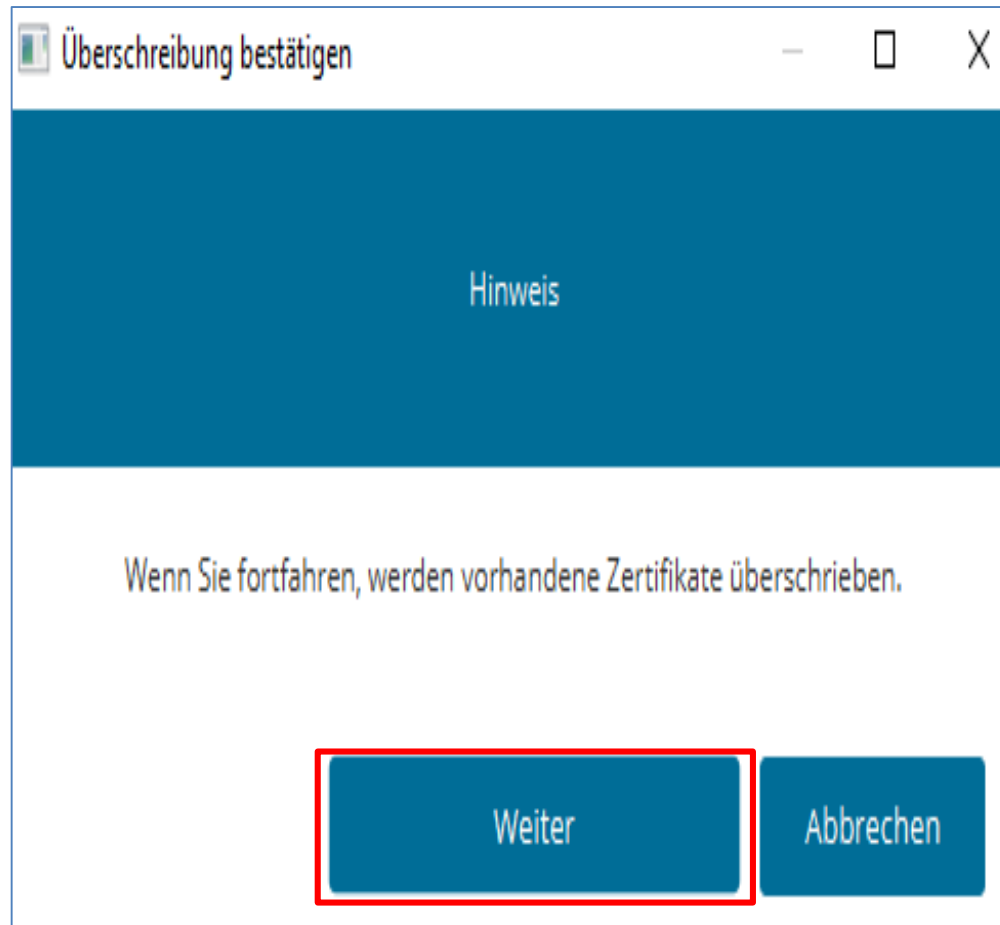 Überschreibung bestätigen
Hinweis
Wenn Sie fortfahren, werden vorhandene Zertifikate überschrieben.
Weiter
Abbrechen